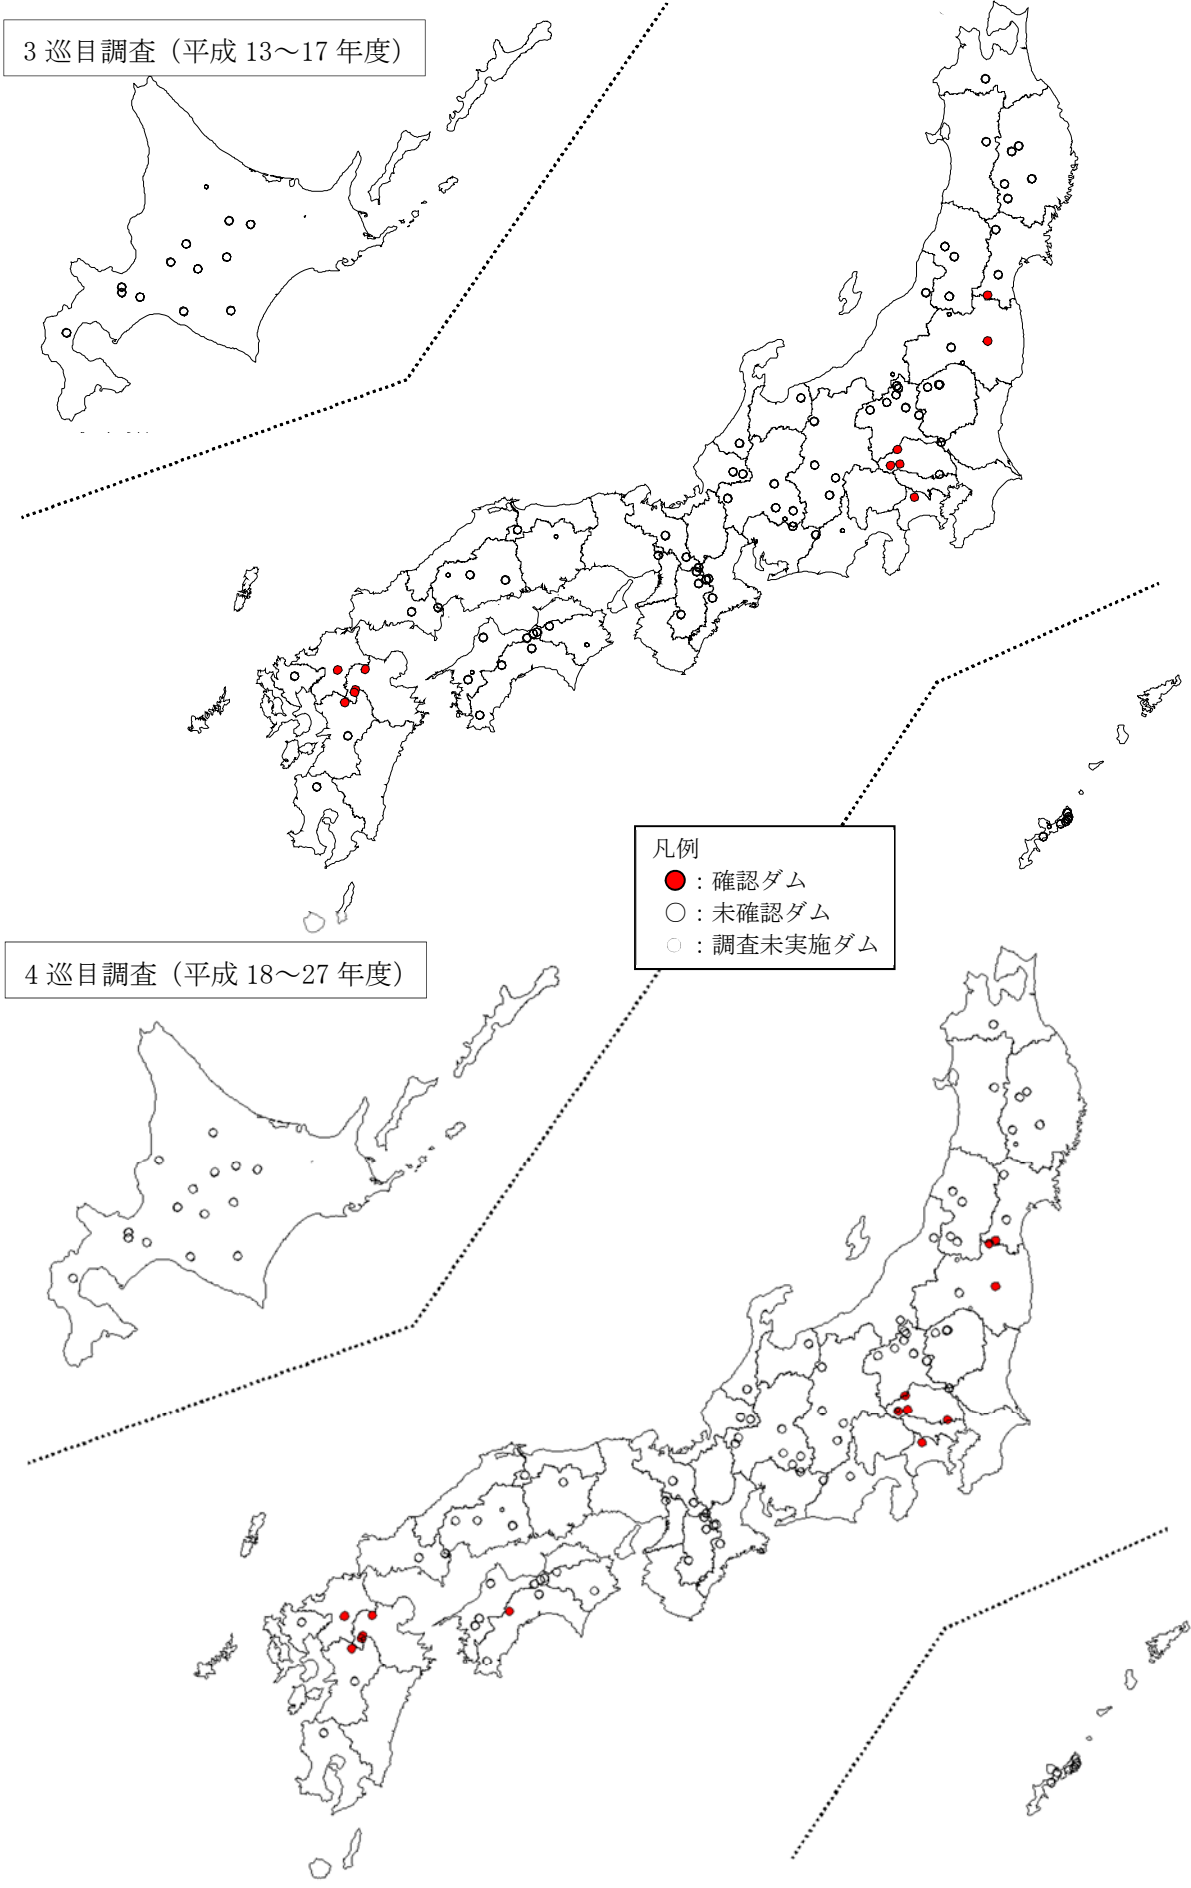 3 巡目調査（平成 13～17 年度）
凡例
：確認ダム
：未確認ダム
：調査未実施ダム
4 巡目調査（平成 18～27 年度）